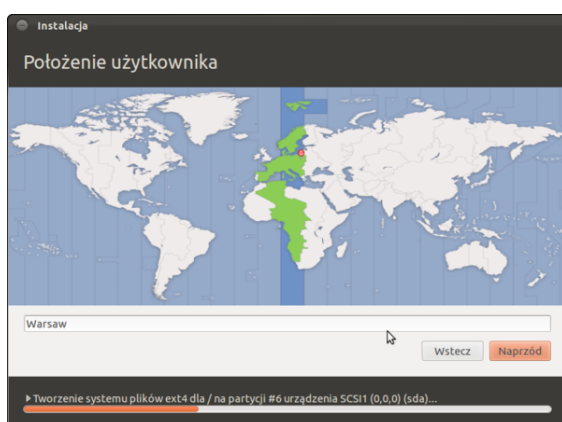 Instalacja
Położenie użytkownika
Warsaw
Wstecz
Naprzód
Tworzenie systemu plików ext4 dla / na partycji #6 urządzenia SCSI1 (0,0,0) (sda)...